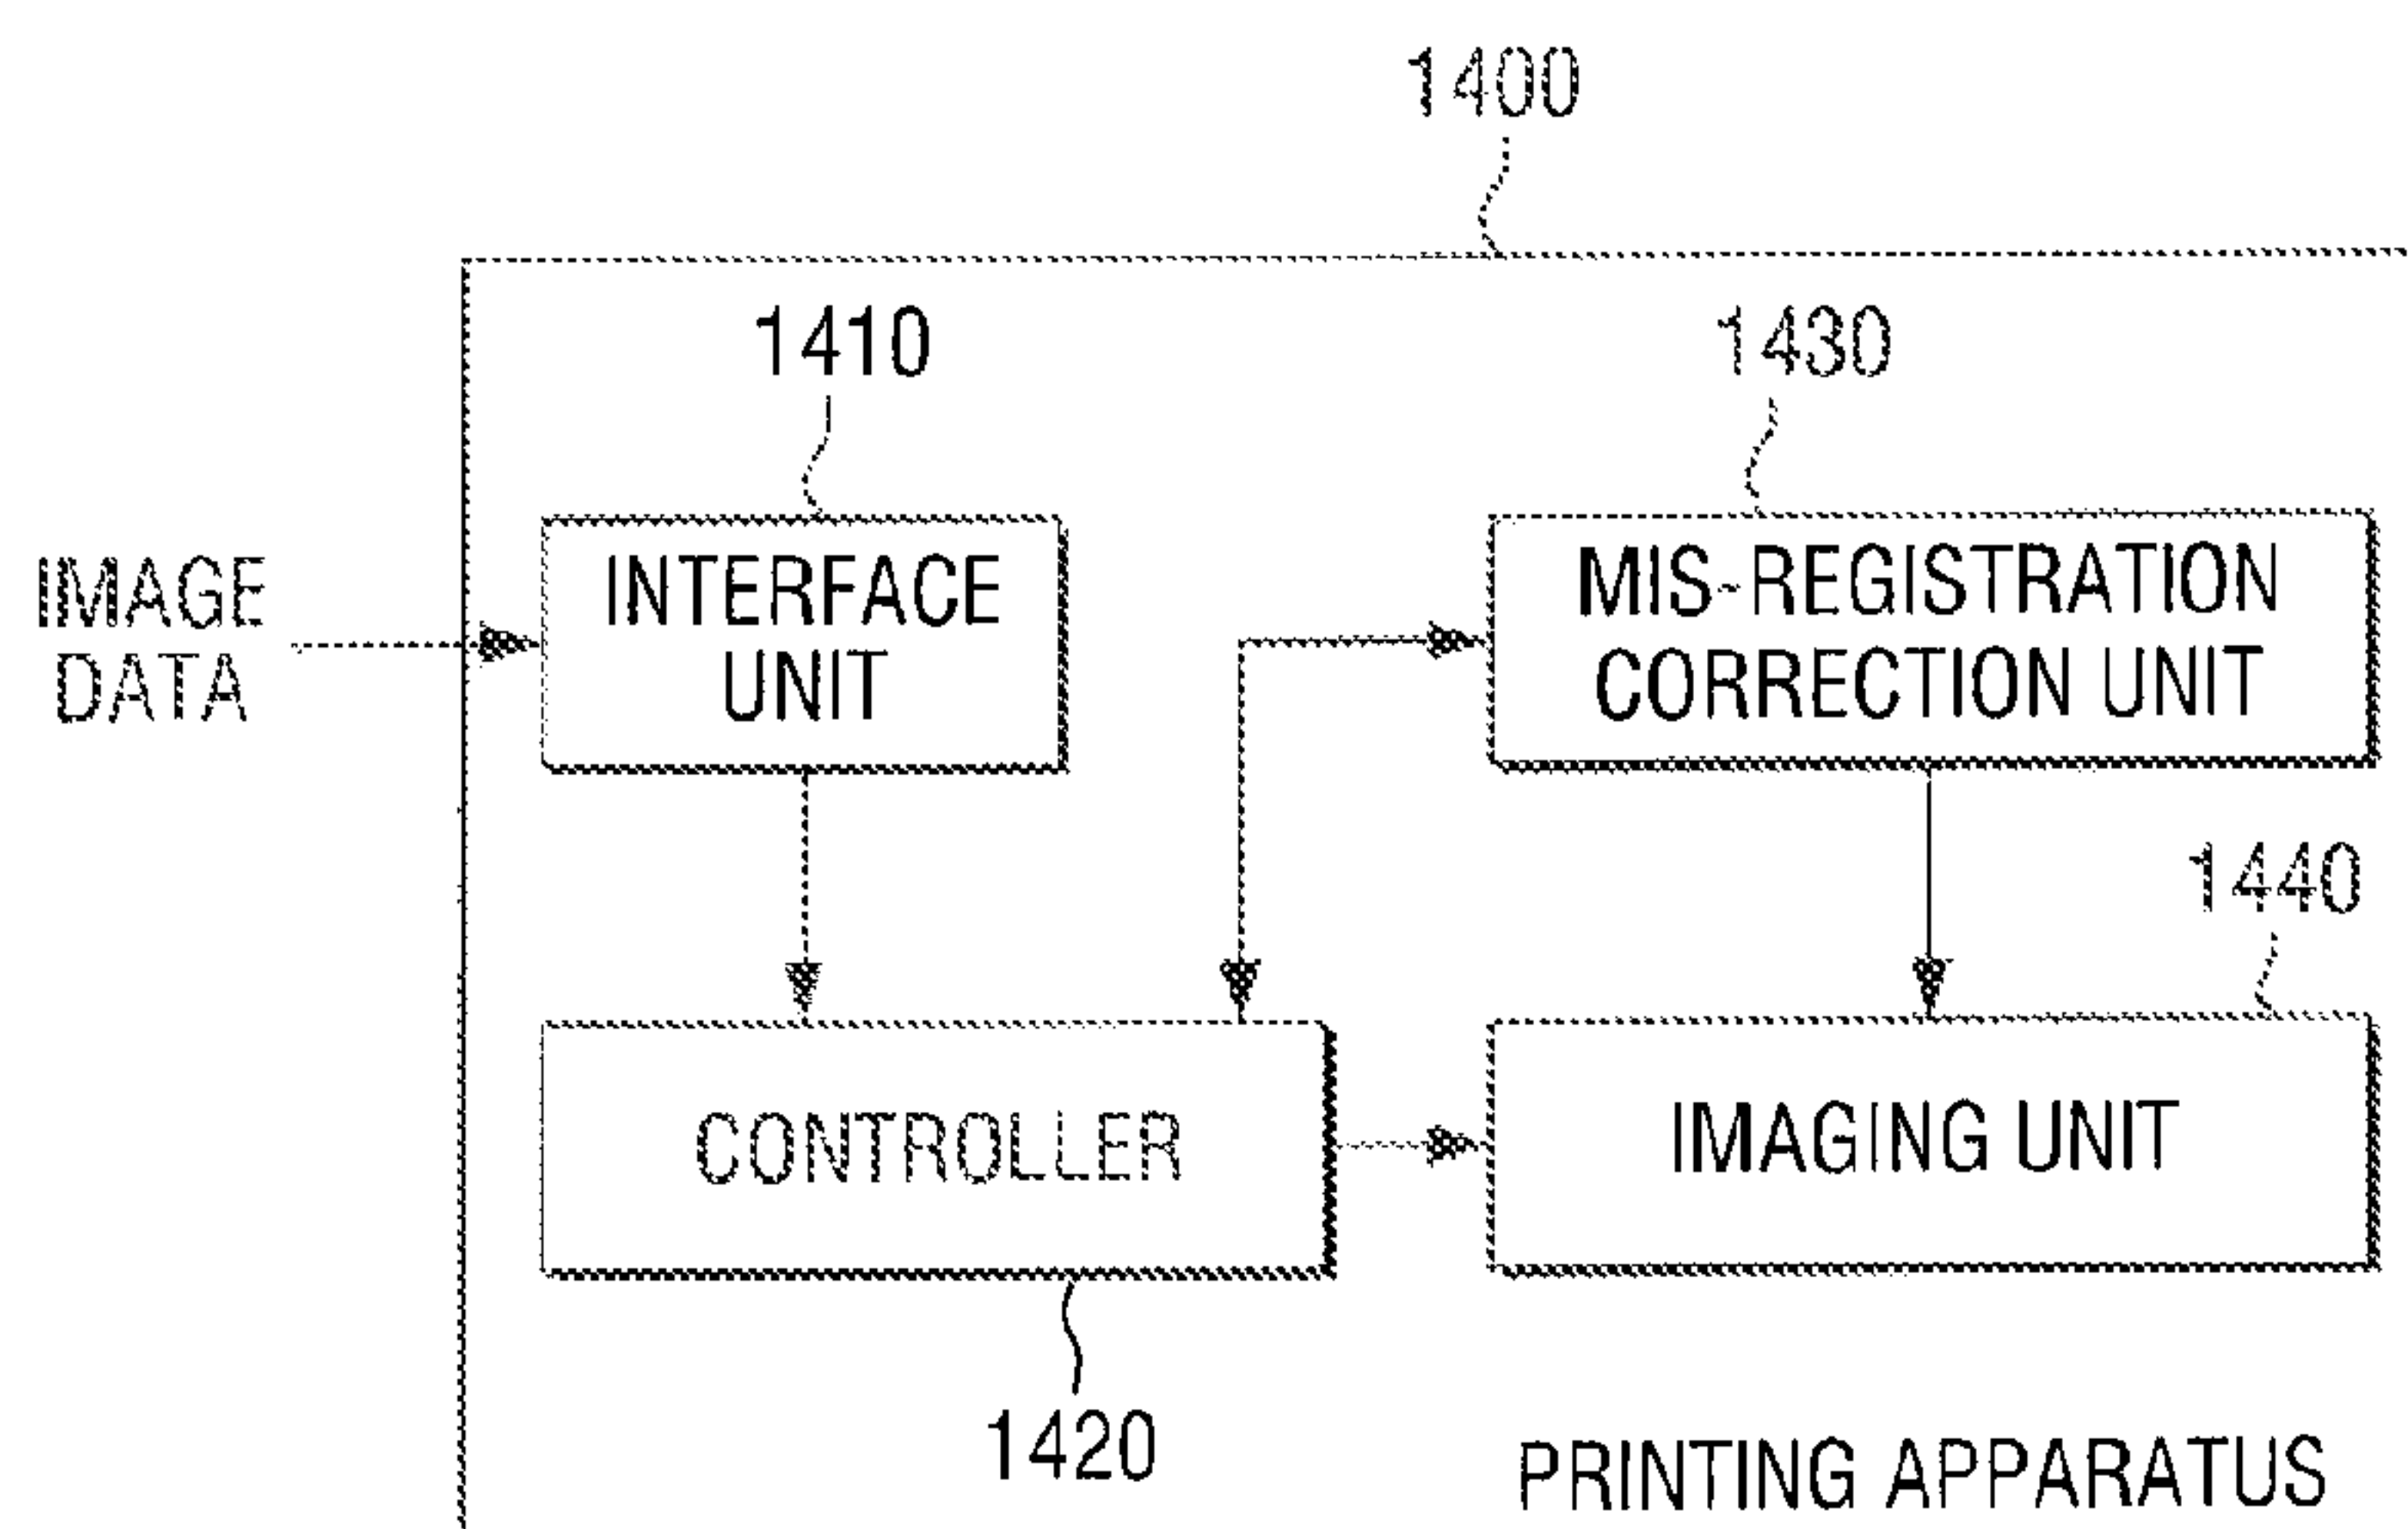 1400
1410
1430
IMAGE
DATA
INTERFACE
UNIT
MIS-REGISTRATION
CORRECTION UNIT
1440
CONTROLLER
IMAGING UNIT
1420
PRINTING APPARATUS